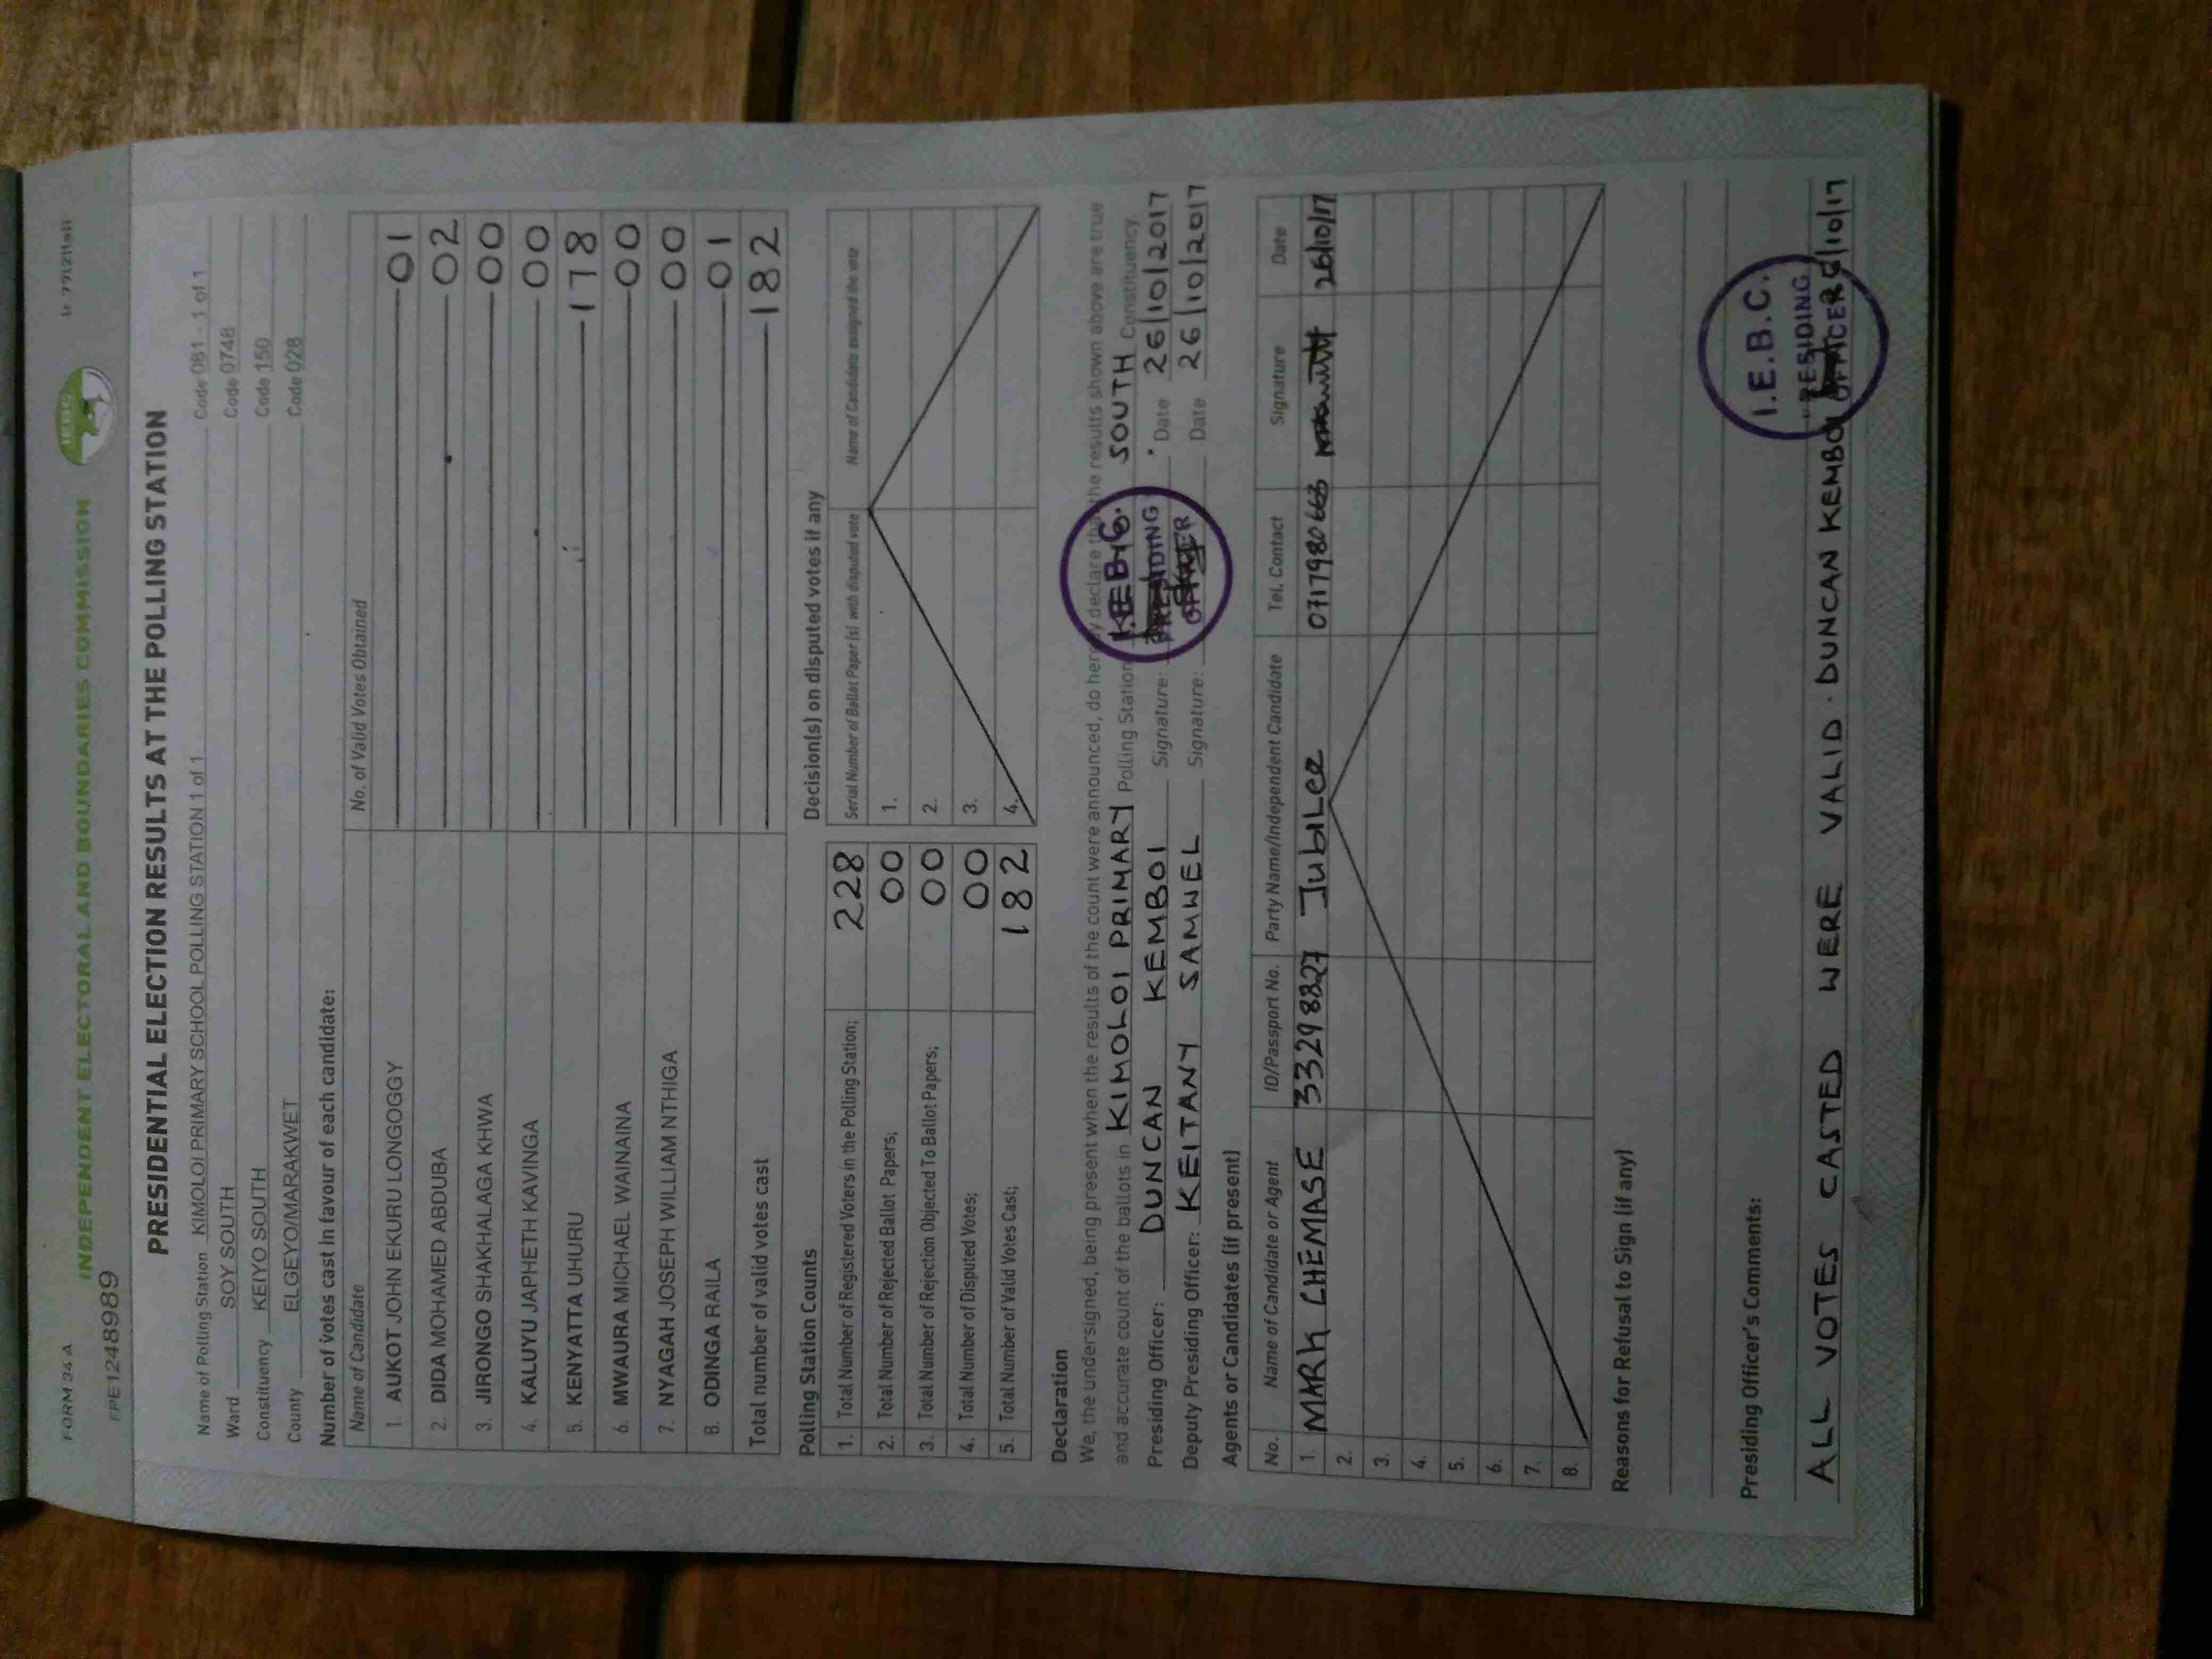 FORM 34 A
INDEPENDENT ELECTORAL AND BOUNDARIES COMMISSION
IEBC
FPE12489989
PRESIDENTIAL ELECTION RESULTS AT THE POLLING STATION
Name of Polling Station KIMOLOI PRIMARY SCHOOL POLLING STATION 1 of 1 Code 081 - 1 of 1
Ward SOY SOUTH Code 0748
Constituency KEIYO SOUTH Code 150
County ELGEYO/MARAKWET Code 028
Number of votes cast in favour of each candidate:
Name of Candidate No. of Valid Votes Obtained
1. AUKOT JOHN EKURU LONGOGGY 01
2. DIDA MOHAMED ABDUBA 02
3. JIRONGO SHAKHALAGA KHWA 00
4. KALUYU JAPHETH KAVINGA 00
5. KENYATTA UHURU 178
6. MWAURA MICHAEL WAINAINA 00
7. NYAGAH JOSEPH WILLIAM NTHIGA 00
8. ODINGA RAILA 01
Total number of valid votes cast 182
Polling Station Counts
1. Total Number of Registered Voters in the Polling Station; 228
2. Total Number of Rejected Ballot Papers; 00
3. Total Number of Rejection Objected To Ballot Papers; 00
4. Total Number of Disputed Votes; 00
5. Total Number of Valid Votes Cast; 182
Decision(s) on disputed votes if any
Serial Number of Ballot Paper (s) with disputed vote Name of Candidate assigned the vote
1.
2.
3.
4.
Declaration
We, the undersigned, being present when the results of the count were announced, do hereby declare that the results shown above are true
and accurate count of the ballots in KIMOLOI PRIMARY Polling Station SOUTH Constituency.
Presiding Officer: DUNCAN KEMBOI Signature: Date 26/10/2017
Deputy Presiding Officer: KEITANY SAMWEL Signature: Date 26/10/2017
PRESIDING
OFFICER
Agents or Candidates (if present)
No. Name of Candidate or Agent ID/Passport No. Party Name/Independent Candidate Tel. Contact Signature Date
1. MARK CHEMASE 33298827 Jubilee 0717980663 26/10/17
2.
3.
4.
5.
6.
7.
8.
Reasons for Refusal to Sign (if any)
Presiding Officer's Comments:
ALL VOTES CASTED WERE VALID. DUNCAN KEMBOI 26/10/17
I.E.B.C.
PRESIDING
OFFICER